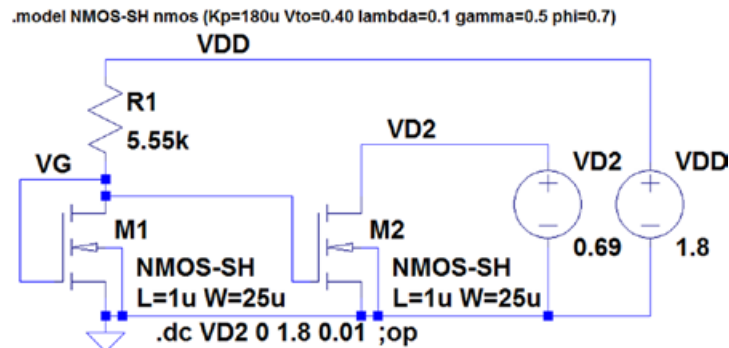 .model NMOS-SH nmos (Kp=180u Vto=0.40 lambda=0.1 gamma=0.5 phi=0.7)
VDD
R1
5.55k
VD2
VG
VD2
VDD
M1
M2
0.69
1.8
NMOS-SH
L=1u W=25u
NMOS-SH
L=1u W=25u
.dc VD2 0 1.8 0.01 ;op